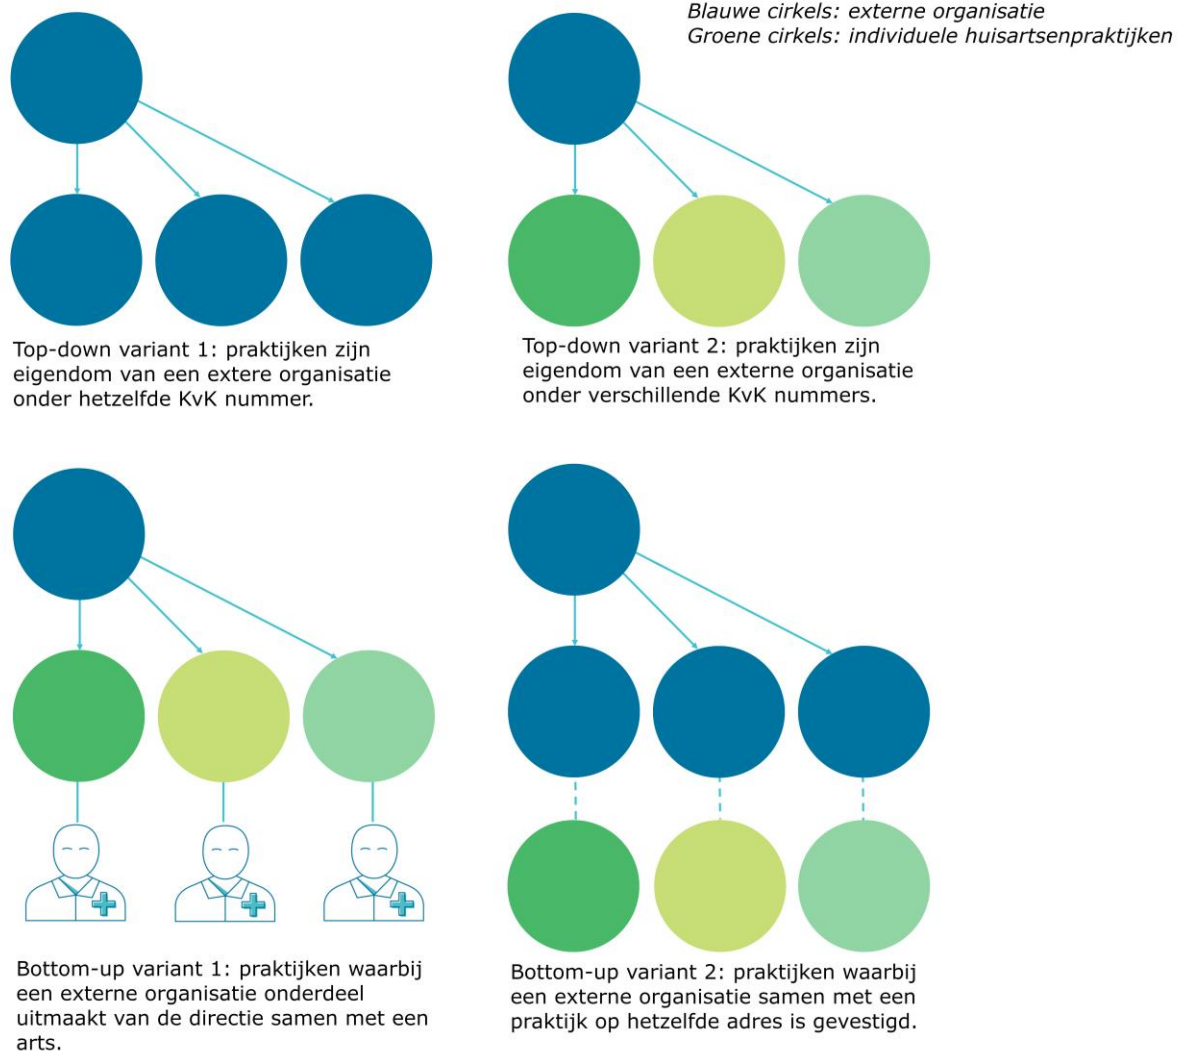 Blauwe cirkels: externe organisatie
Groene cirkels: individuele huisartsenpraktijken
Top-down variant 1: praktijken zijn
eigendom van een extere organisatie
onder hetzelfde KvK nummer.
Top-down variant 2: praktijken zijn
eigendom van een externe organisatie
onder verschillende KvK nummers.
Bottom-up variant 1: praktijken waarbij
een externe organisatie onderdeel
uitmaakt van de directie samen met een
arts.
Bottom-up variant 2: praktijken waarbij
een externe organisatie samen met een
praktijk op hetzelfde adres is gevestigd.